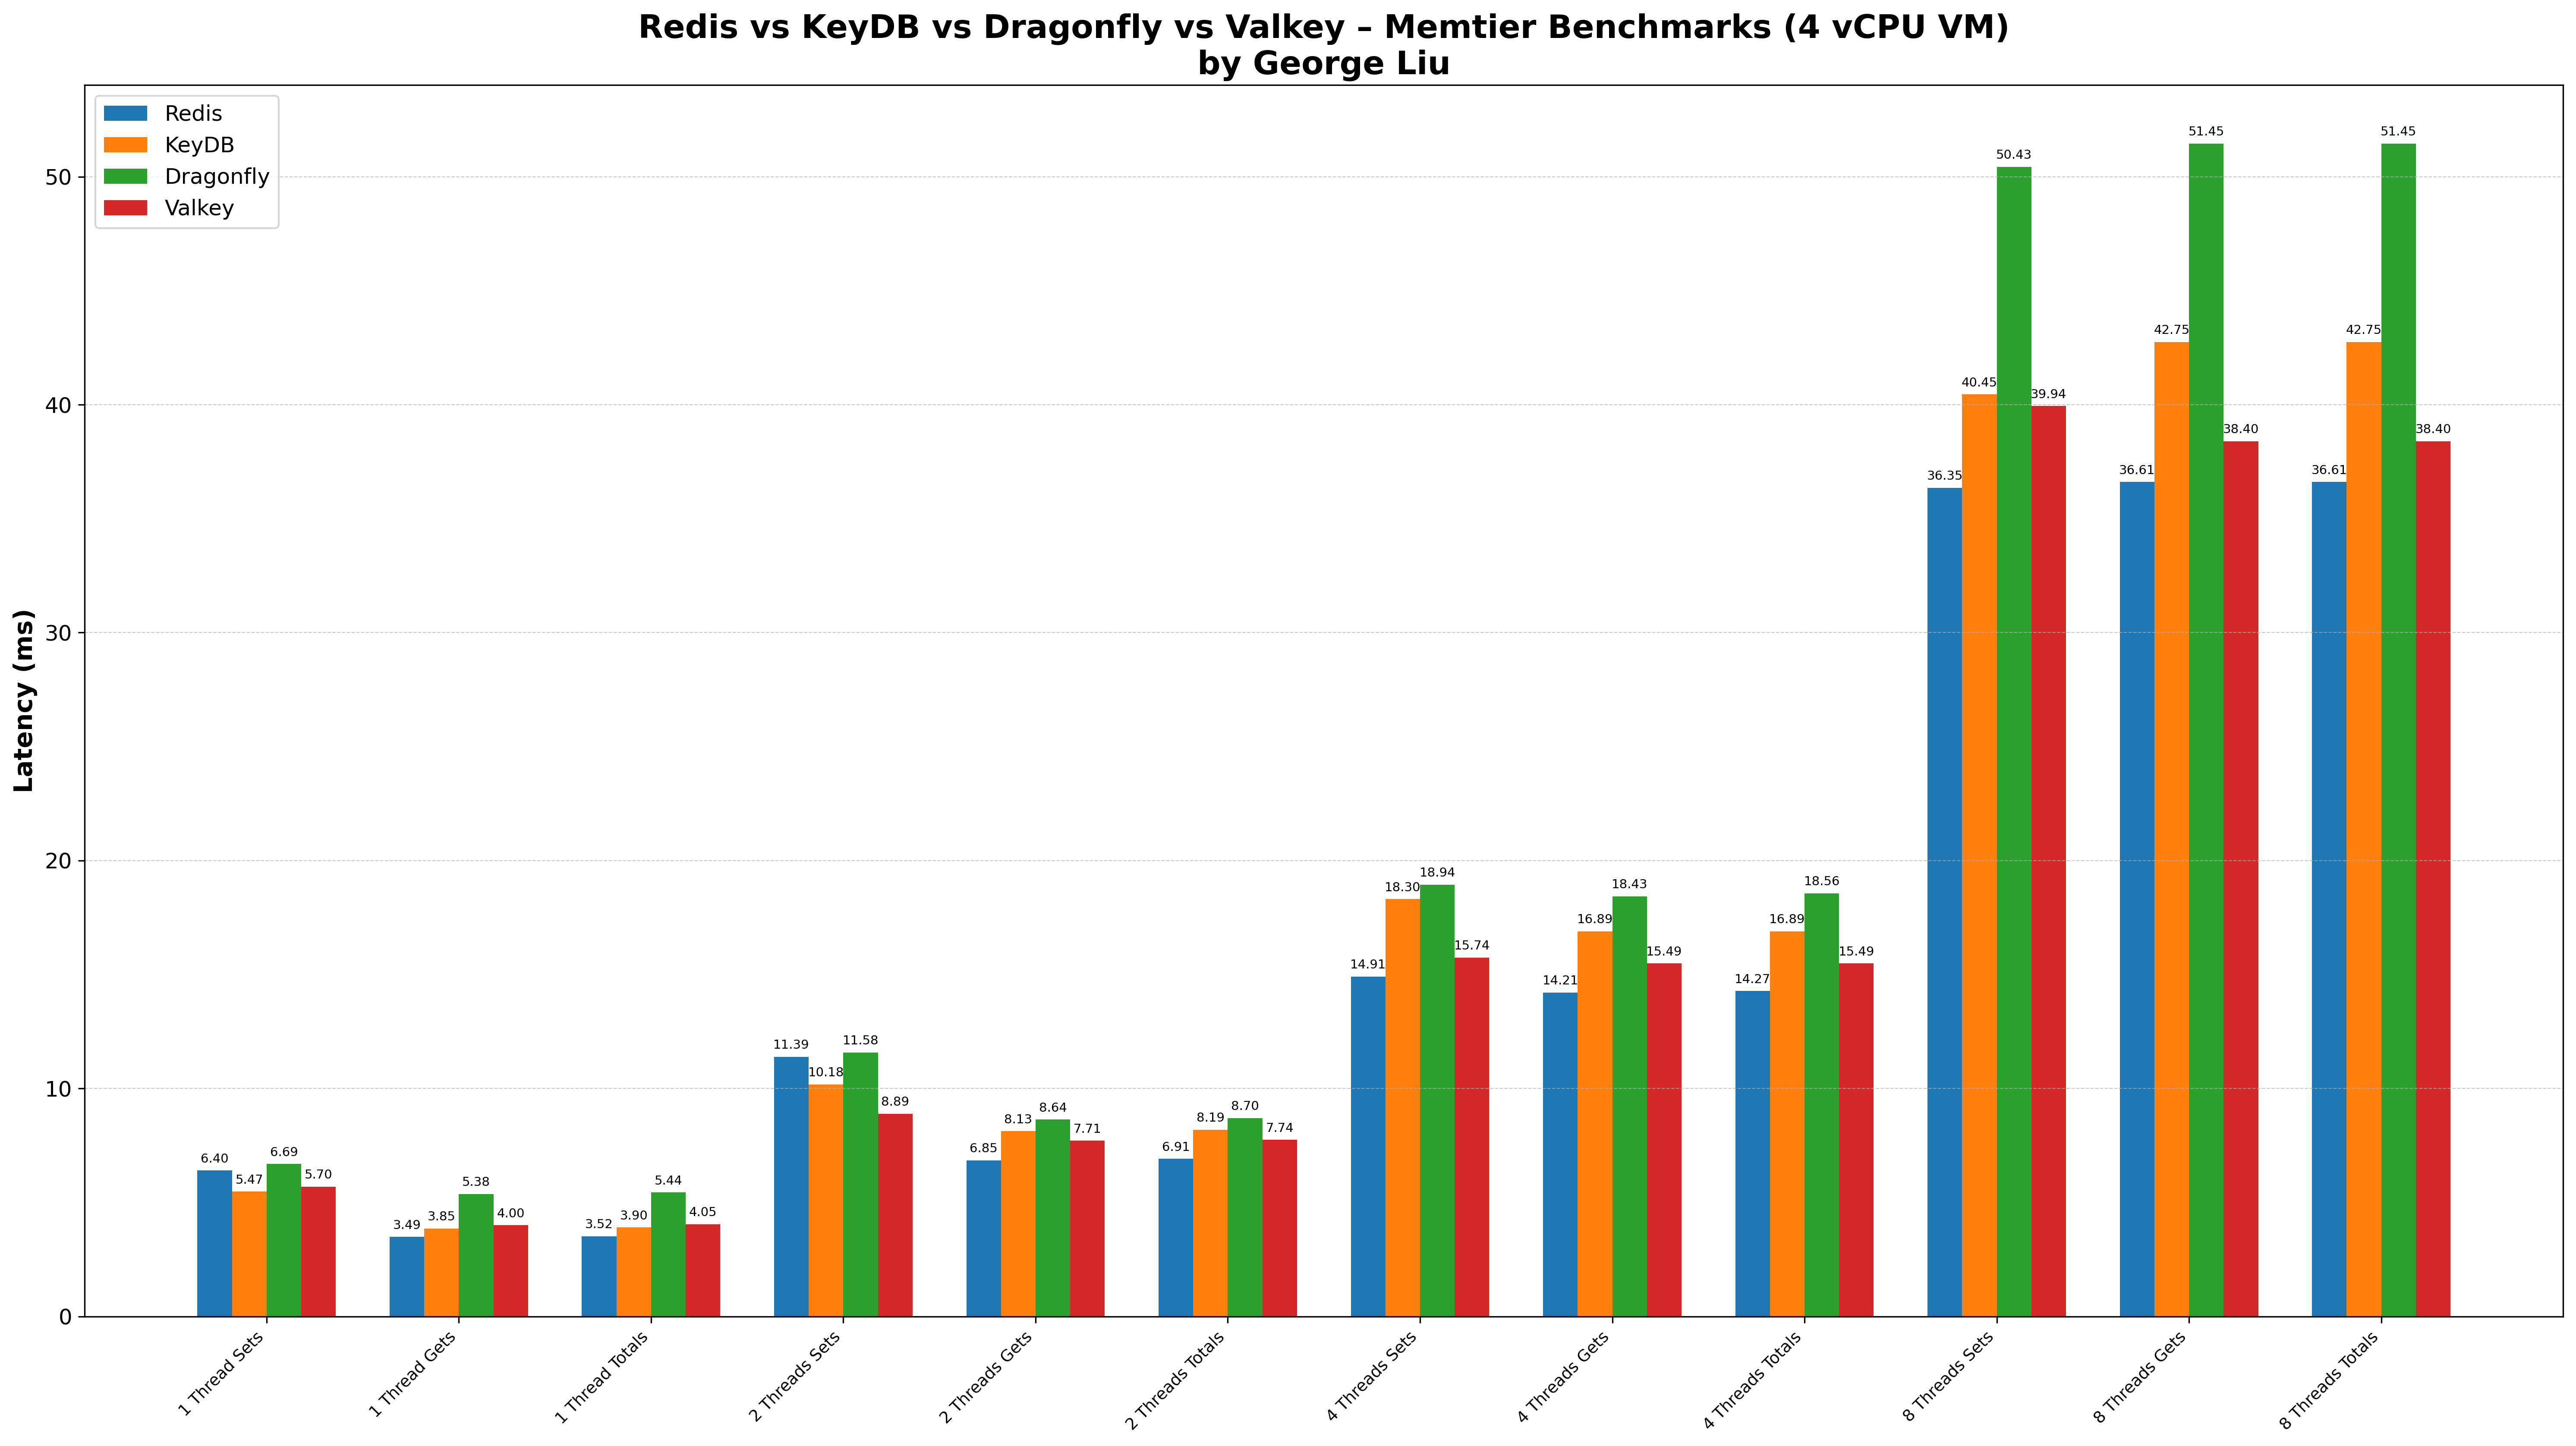 Redis vs KeyDB vs Dragonfly vs Valkey – Memtier Benchmarks (4 vCPU VM)
by George Liu
Redis
KeyDB
Dragonfly
Valkey
Latency (ms)
50
40
30
20
10
0
6.40
5.47
6.69
5.70
3.49
3.85
5.38
4.00
3.52
3.90
5.44
4.05
11.39
10.18
11.58
8.89
6.85
8.13
8.64
7.71
6.91
8.19
8.70
7.74
14.91
18.30
18.94
15.74
14.21
16.89
18.43
15.49
14.27
16.89
18.56
15.49
36.35
40.45
50.43
39.94
36.61
42.75
51.45
38.40
36.61
42.75
51.45
38.40
1 Thread Sets
1 Thread Gets
1 Thread Totals
2 Threads Sets
2 Threads Gets
2 Threads Totals
4 Threads Sets
4 Threads Gets
4 Threads Totals
8 Threads Sets
8 Threads Gets
8 Threads Totals